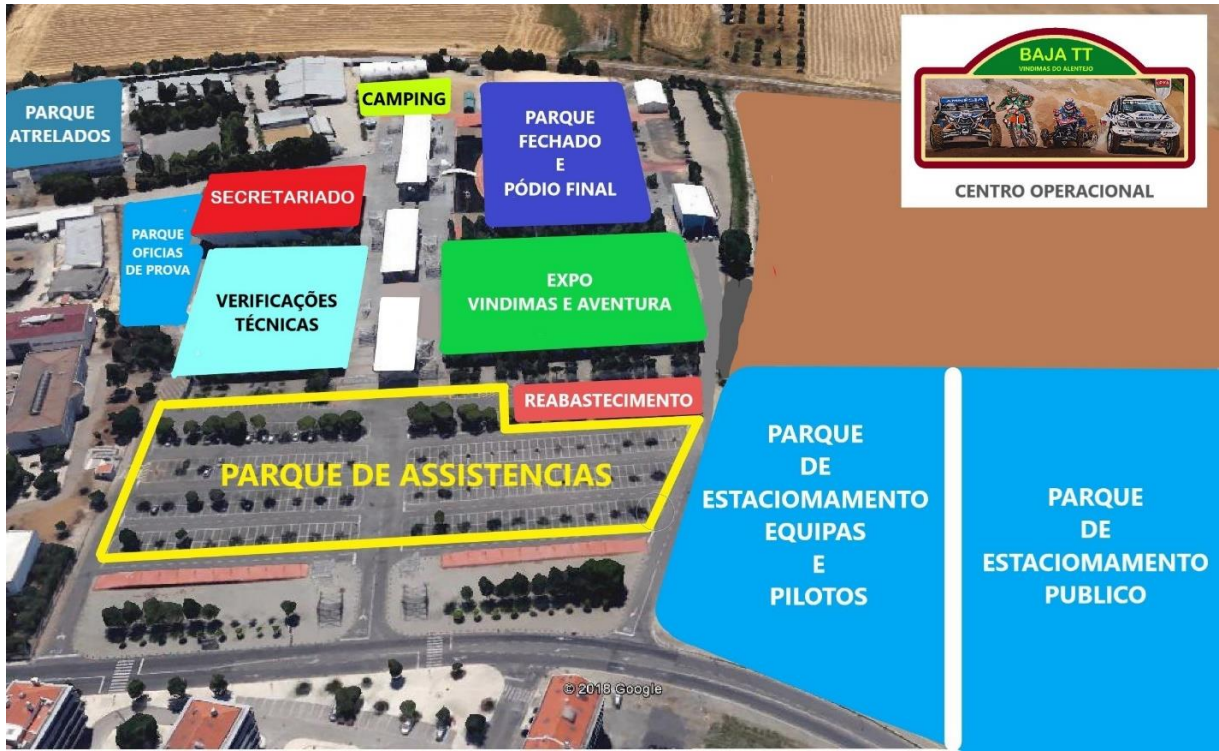 BAJA TT
VINDIMAS DO ALENTEJO
CENTRO OPERACIONAL
PARQUE
ATRELADOS
CAMPING
PARQUE
FECHADO
E
PÓDIO FINAL
SECRETARIADO
PARQUE
OFICIAS
DE PROVA
VERIFICAÇÕES
TÉCNICAS
EXPO
VINDIMAS E AVENTURA
REABASTECIMENTO
PARQUE DE ASSISTENCIAS
PARQUE
DE
ESTACIOMAMENTO
EQUIPAS
E
PILOTOS
PARQUE
DE
ESTACIOMAMENTO
PUBLICO
© 2018 Google